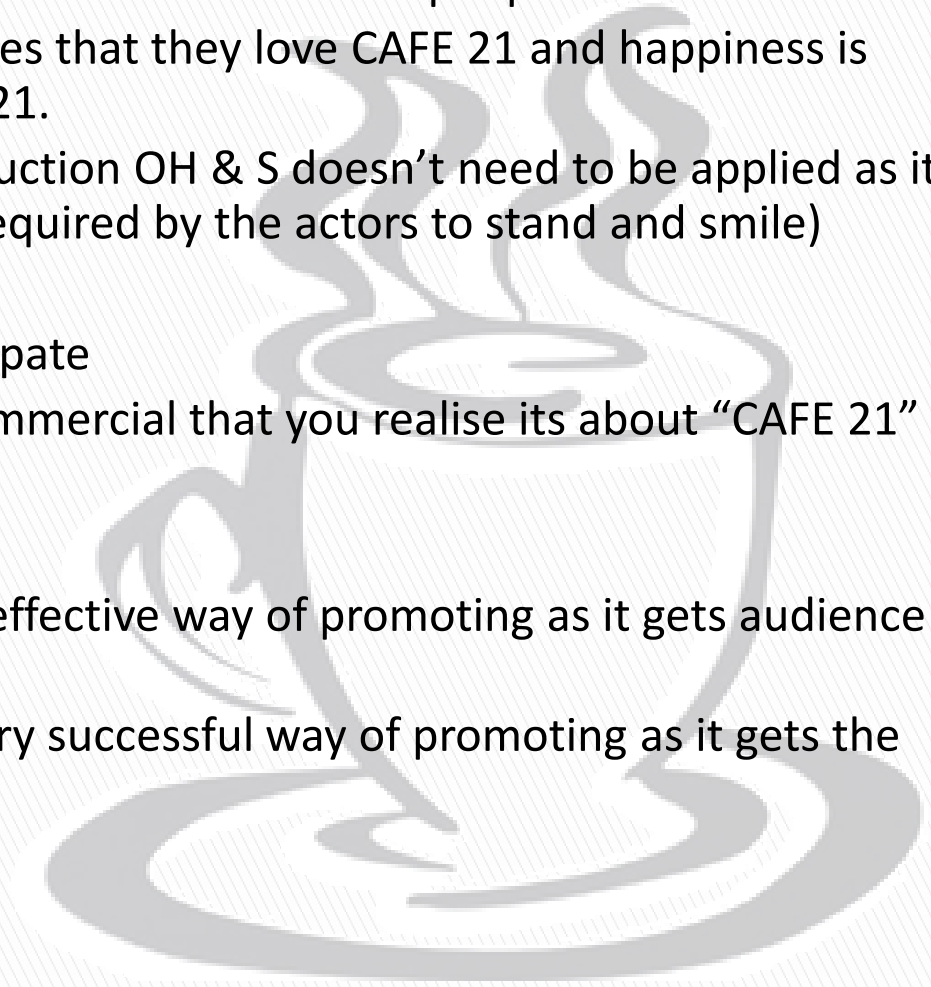 es that they love CAFE 21 and happiness is
21.
uction OH & S doesn’t need to be applied as it
equired by the actors to stand and smile)
pate
mmercial that you realise its about “CAFE 21”
effective way of promoting as it gets audience
ry successful way of promoting as it gets the